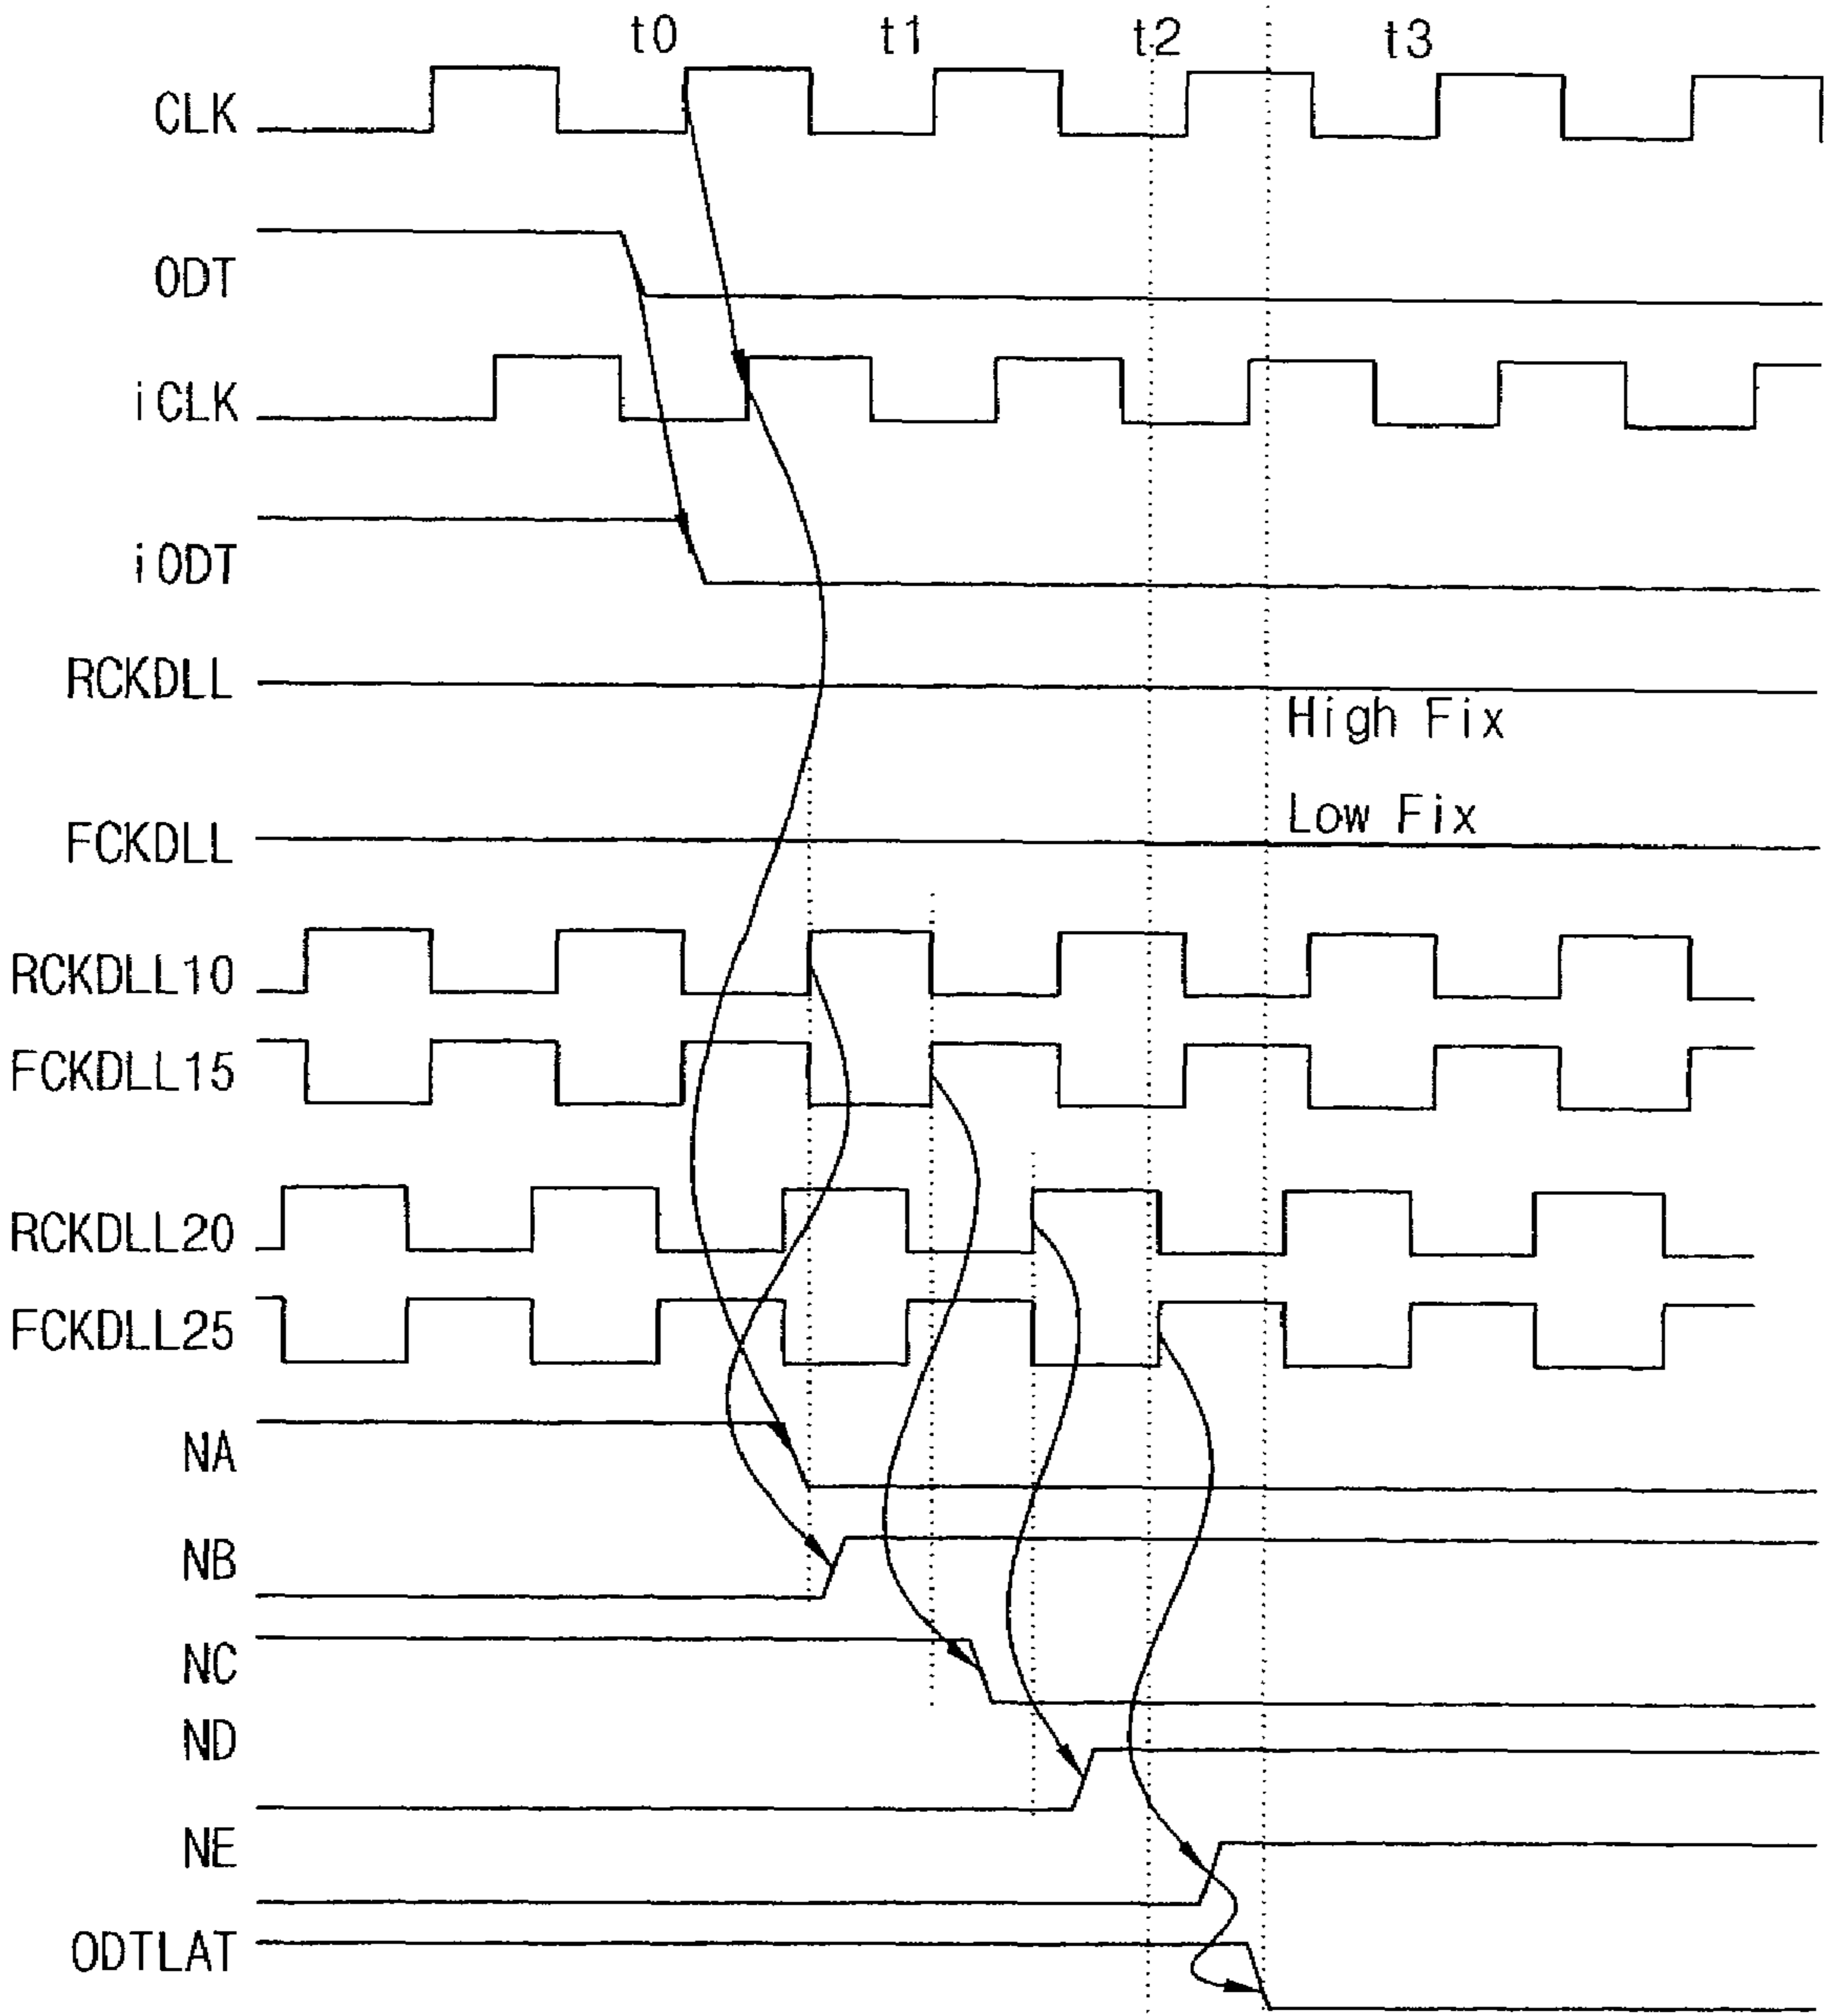 t0 t1 t2 t3
CLK
ODT
iCLK
iODT
RCKDLL
High Fix
Low Fix
FCKDLL
RCKDLL10
FCKDLL15
RCKDLL20
FCKDLL25
NA
NB
NC
ND
NE
ODTLAT